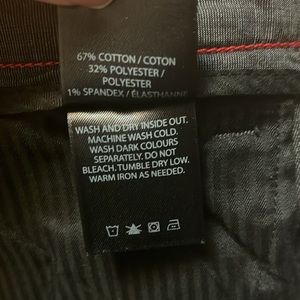 67% COTTON / COTON
32% POLYESTER /
POLYESTER
1% SPANDEX / ÉLASTHANNE
WASH AND DRY INSIDE OUT.
MACHINE WASH COLD.
WASH DARK COLOURS
SEPARATELY. DO NOT
BLEACH. TUMBLE DRY LOW.
WARM IRON AS NEEDED.